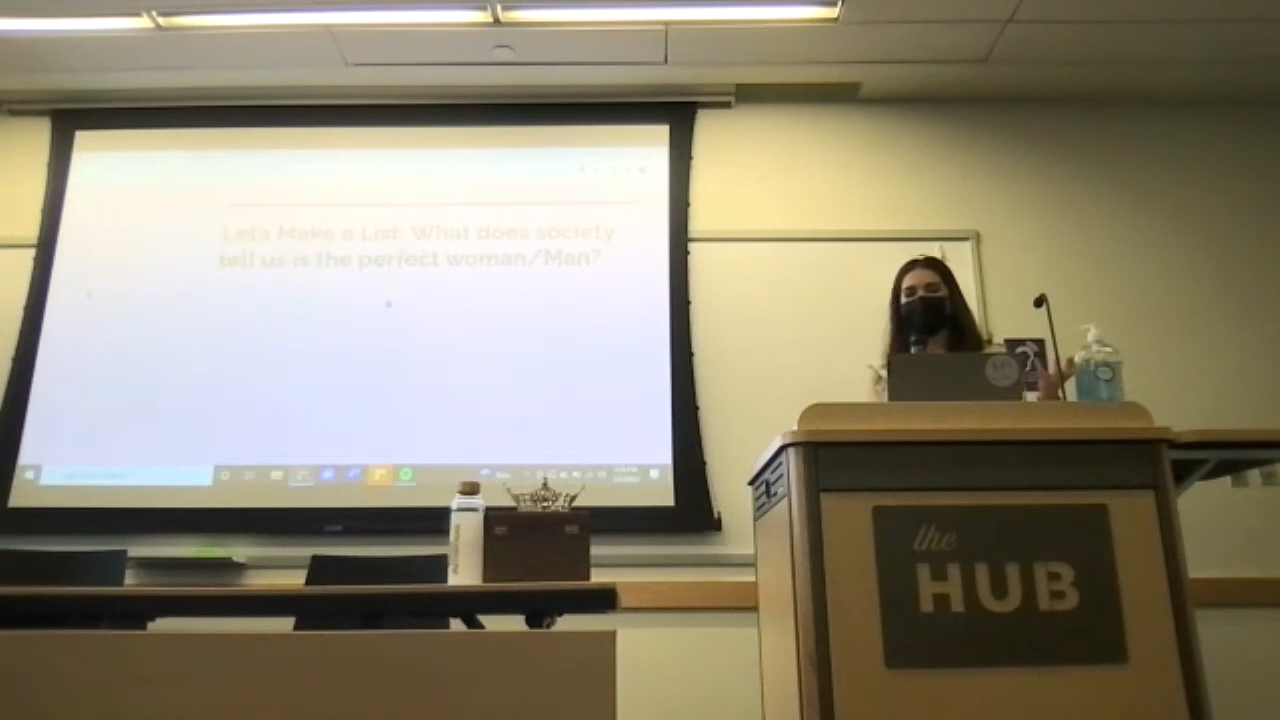 Let's Make a List: What does society
tell us is the perfect woman/Man?
the
HUB